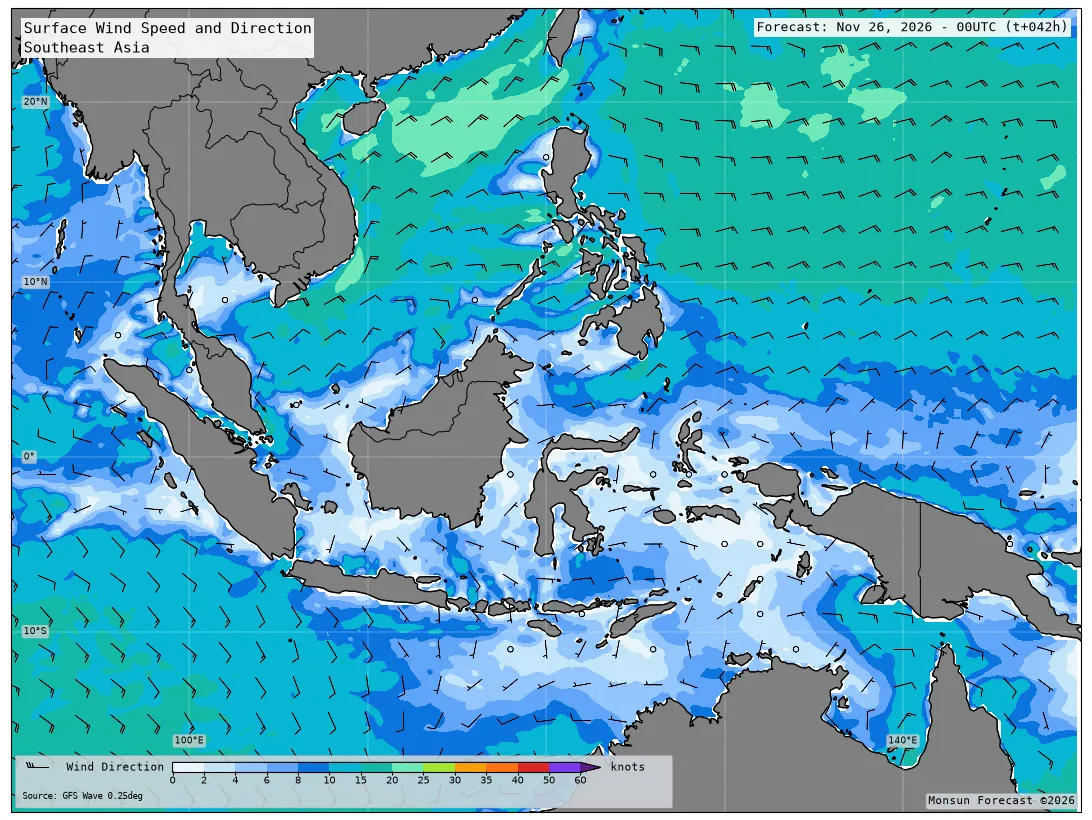 Surface Wind Speed and Direction
Southeast Asia
Forecast: Nov 26, 2026 - 00UTC (t+042h)
20°N
10°N
0°
10°S
100°E
140°E
Wind Direction
knots
0 2 4 6 8 10 15 20 25 30 35 40 50 60
Source: GFS Wave 0.25deg
Monsun Forecast ©2026